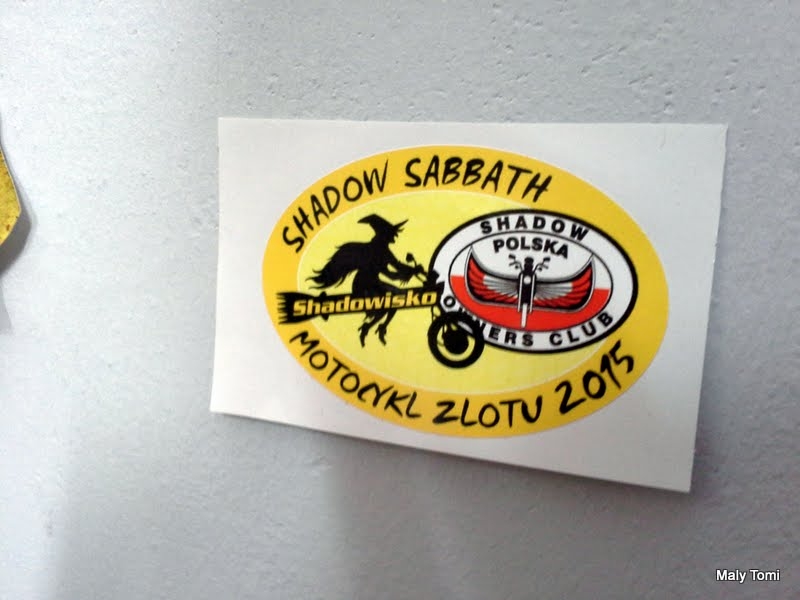 SHADOW SABBATH
SHADOW
POLSKA
Shadowisko
OWNERS CLUB
MOTOCYKL ZLOTU 2015
Maly Tomi